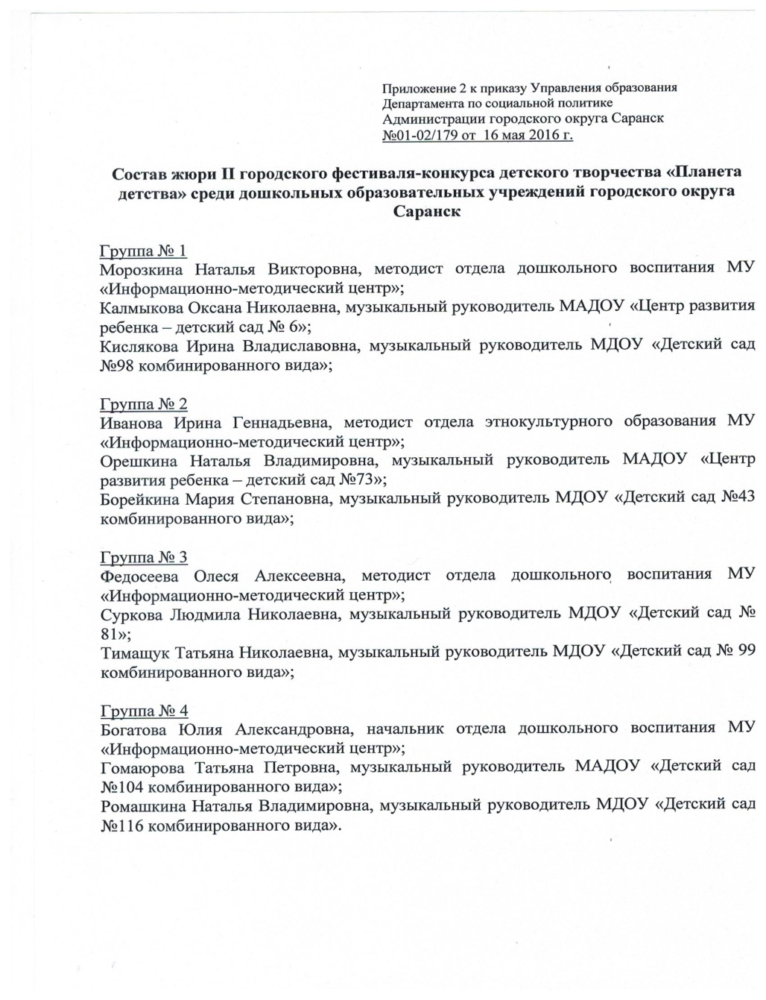 Приложение 2 к приказу Управления образования
Департамента по социальной политике
Администрации городского округа Саранск
№01-02/179 от 16 мая 2016 г.
Состав жюри II городского фестиваля-конкурса детского творчества «Планета
детства» среди дошкольных образовательных учреждений городского округа
Саранск
Группа № 1
Морозкина Наталья Викторовна, методист отдела дошкольного воспитания МУ
«Информационно-методический центр»;
Калмыкова Оксана Николаевна, музыкальный руководитель МАДОУ «Центр развития
ребенка – детский сад № 6»;
Кислякова Ирина Владиславовна, музыкальный руководитель МДОУ «Детский сад
№98 комбинированного вида»;
Группа № 2
Иванова Ирина Геннадьевна, методист отдела этнокультурного образования МУ
«Информационно-методический центр»;
Орешкина Наталья Владимировна, музыкальный руководитель МАДОУ «Центр
развития ребенка – детский сад №73»;
Борейкина Мария Степановна, музыкальный руководитель МДОУ «Детский сад №43
комбинированного вида»;
Группа № 3
Федосеева Олеся Алексеевна, методист отдела дошкольного воспитания МУ
«Информационно-методический центр»;
Суркова Людмила Николаевна, музыкальный руководитель МДОУ «Детский сад №
81»;
Тимащук Татьяна Николаевна, музыкальный руководитель МДОУ «Детский сад № 99
комбинированного вида»;
Группа № 4
Богатова Юлия Александровна, начальник отдела дошкольного воспитания МУ
«Информационно-методический центр»;
Гомаюрова Татьяна Петровна, музыкальный руководитель МАДОУ «Детский сад
№104 комбинированного вида»;
Ромашкина Наталья Владимировна, музыкальный руководитель МДОУ «Детский сад
№116 комбинированного вида».